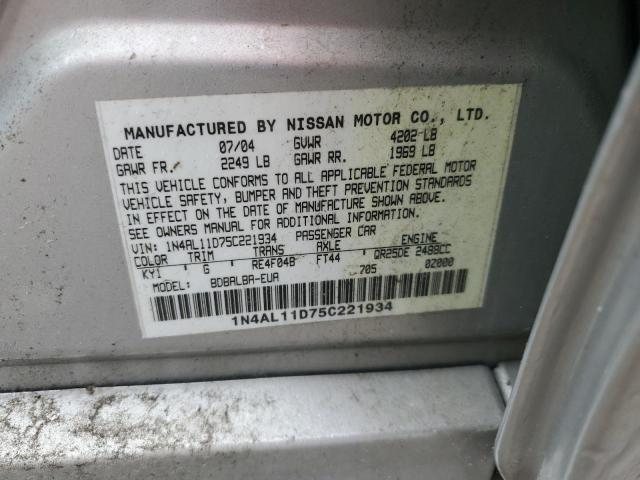 MANUFACTURED BY NISSAN MOTOR CO., LTD.
DATE 07/04 GVWR 4202 LB
GAWR FR. 2249 LB GAWR RR. 1969 LB
THIS VEHICLE CONFORMS TO ALL APPLICABLE FEDERAL MOTOR
VEHICLE SAFETY, BUMPER AND THEFT PREVENTION STANDARDS
IN EFFECT ON THE DATE OF MANUFACTURE SHOWN ABOVE.
SEE OWNERS MANUAL FOR ADDITIONAL INFORMATION.
VIN: 1N4AL11D75C221934 PASSENGER CAR
COLOR TRIM TRANS AXLE ENGINE
KY1 G RE4F04B FT44 QR25DE 2488CC
MODEL: BDBALBA-EUA 705 02000
1N4AL11D75C221934